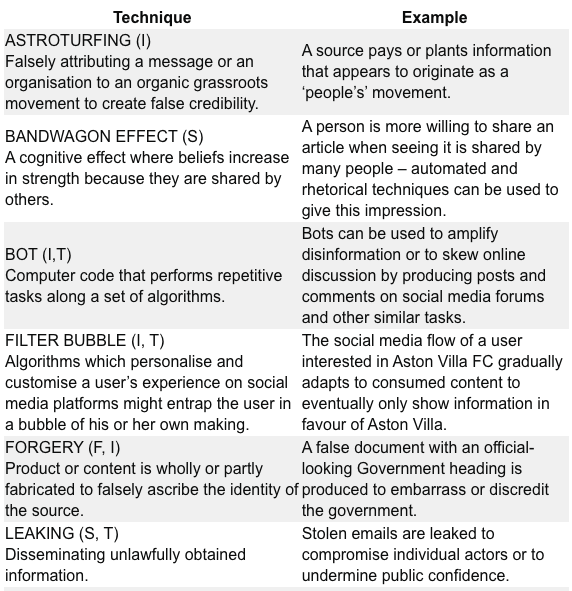 Technique
Example
ASTROTURFING (I)
Falsely attributing a message or an
organisation to an organic grassroots
movement to create false credibility.
A source pays or plants information
that appears to originate as a
‘people’s’ movement.
BANDWAGON EFFECT (S)
A cognitive effect where beliefs increase
in strength because they are shared by
others.
A person is more willing to share an
article when seeing it is shared by
many people – automated and
rhetorical techniques can be used to
give this impression.
BOT (I,T)
Computer code that performs repetitive
tasks along a set of algorithms.
Bots can be used to amplify
disinformation or to skew online
discussion by producing posts and
comments on social media forums
and other similar tasks.
FILTER BUBBLE (I, T)
Algorithms which personalise and
customise a user’s experience on social
media platforms might entrap the user in
a bubble of his or her own making.
The social media flow of a user
interested in Aston Villa FC gradually
adapts to consumed content to
eventually only show information in
favour of Aston Villa.
FORGERY (F, I)
Product or content is wholly or partly
fabricated to falsely ascribe the identity of
the source.
A false document with an official-
looking Government heading is
produced to embarrass or discredit
the government.
LEAKING (S, T)
Disseminating unlawfully obtained
information.
Stolen emails are leaked to
compromise individual actors or to
undermine public confidence.